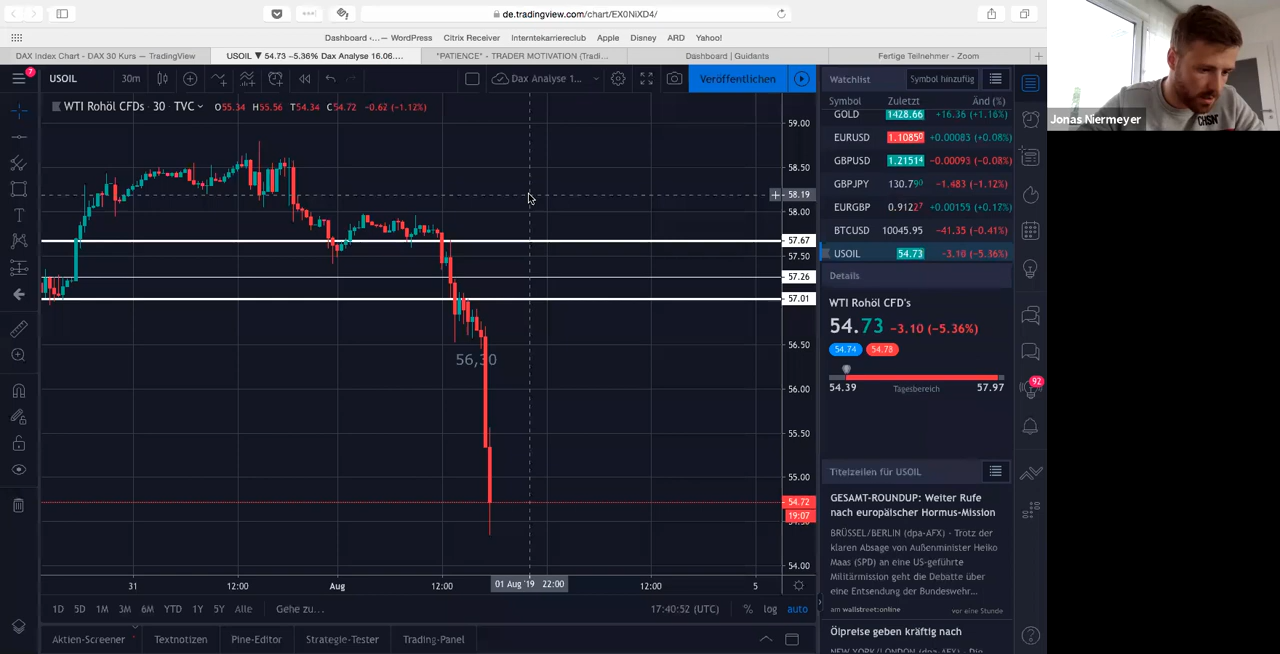 de.tradingview.com/chart/EX0NiXD4/
Dashboard ‹... — WordPress Citrix Receiver Interntekarriereclub Apple Disney ARD Yahoo!
DAX Index Chart – DAX 30 Kurs — TradingView
USOIL ▼ 54.73 −5.36% Dax Analyse 16.06....
"PATIENCE" - TRADER MOTIVATION (Tradi...
Dashboard | Guidants
Fertige Teilnehmer - Zoom
7
USOIL 30m
Dax Analyse 1...
Veröffentlichen
WTI Rohöl CFDs 30 TVC O55.34 H55.56 T54.34 C54.72 −0.62 (−1.12%)
59.00
58.50
58.19
58.00
57.67
57.50
57.26
57.01
56.50
56,30
56.00
55.50
55.00
54.72
19:07
54.00
31 12:00 Aug 12:00 01 Aug '19 22:00 12:00 5
1D 5D 1M 3M 6M YTD 1Y 5Y Alle Gehe zu...
17:40:52 (UTC) % log auto
Aktien-Screener Textnotizen Pine-Editor Strategie-Tester Trading-Panel
Watchlist Symbol hinzufüg
Symbol Zuletzt Änd (%)
GOLD 1428.66 +16.36 (+1.16%)
EURUSD 1.10850 +0.00083 (+0.08%)
GBPUSD 1.21514 −0.00093 (−0.08%)
GBPJPY 130.790 −1.483 (−1.12%)
EURGBP 0.91227 +0.00155 (+0.17%)
BTCUSD 10045.95 −41.35 (−0.41%)
USOIL 54.73 −3.10 (−5.36%)
Details
WTI Rohöl CFD's
54.73 −3.10 (−5.36%)
54.74 54.78
54.39 Tagesbereich 57.97
92
Titelzeilen für USOIL
GESAMT-ROUNDUP: Weiter Rufe
nach europäischer Hormus-Mission
BRÜSSEL/BERLIN (dpa-AFX) - Trotz der
klaren Absage von Außenminister Heiko
Maas (SPD) an eine US-geführte
Militärmission geht die Debatte über
eine Entsendung der Bundeswehr...
am wallstreet:online vor eine Stunde
Ölpreise geben kräftig nach
Jonas Niermeyer